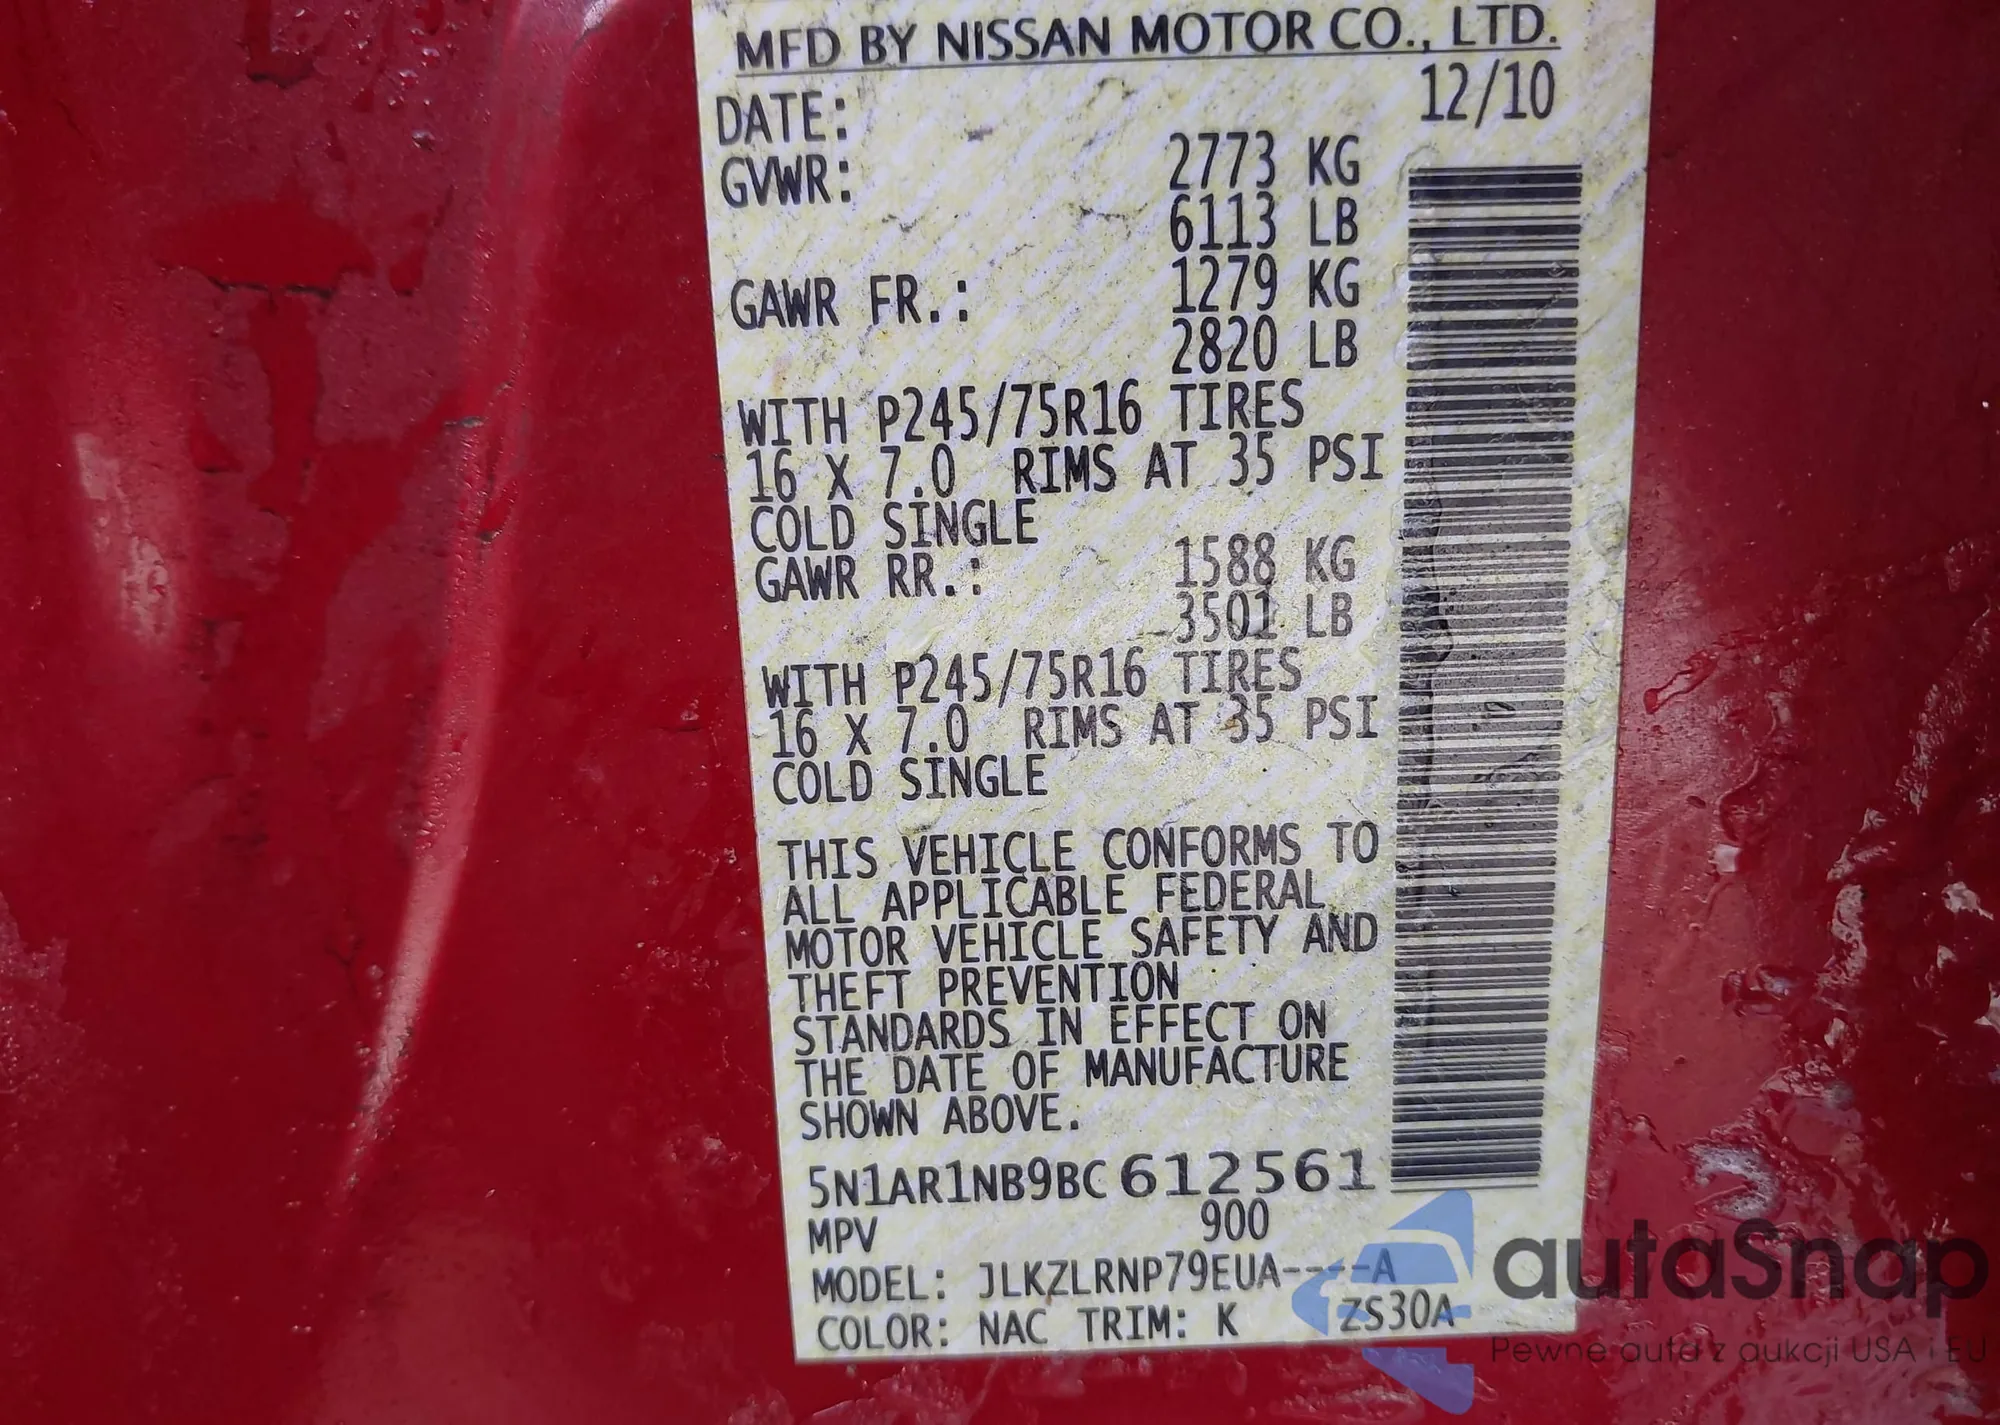 MFD BY NISSAN MOTOR CO., LTD.
DATE: 12/10
GVWR: 2773 KG
6113 LB
GAWR FR.: 1279 KG
2820 LB
WITH P245/75R16 TIRES
16 X 7.0 RIMS AT 35 PSI
COLD SINGLE
GAWR RR.: 1588 KG
3501 LB
WITH P245/75R16 TIRES
16 X 7.0 RIMS AT 35 PSI
COLD SINGLE
THIS VEHICLE CONFORMS TO
ALL APPLICABLE FEDERAL
MOTOR VEHICLE SAFETY AND
THEFT PREVENTION
STANDARDS IN EFFECT ON
THE DATE OF MANUFACTURE
SHOWN ABOVE.
5N1AR1NB9BC612561
MPV 900
MODEL: JLKZLRNP79EUA----A
COLOR: NAC TRIM: K ZS30A
autaSnap
Pewne auta z aukcji USA i EU